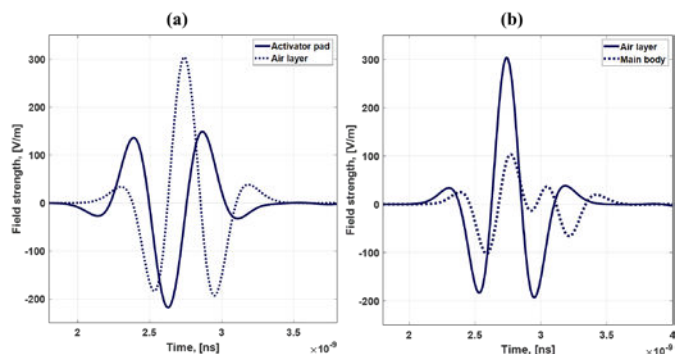 (a)
Activator pad
Air layer
300
200
100
0
-100
-200
Field strength, [V/m]
2
2.5
3
3.5
Time, [ns]
×10⁻⁹
(b)
Air layer
Main body
300
200
100
0
-100
-200
Field strength, [V/m]
2
2.5
3
3.5
4
Time, [ns]
×10⁻⁹